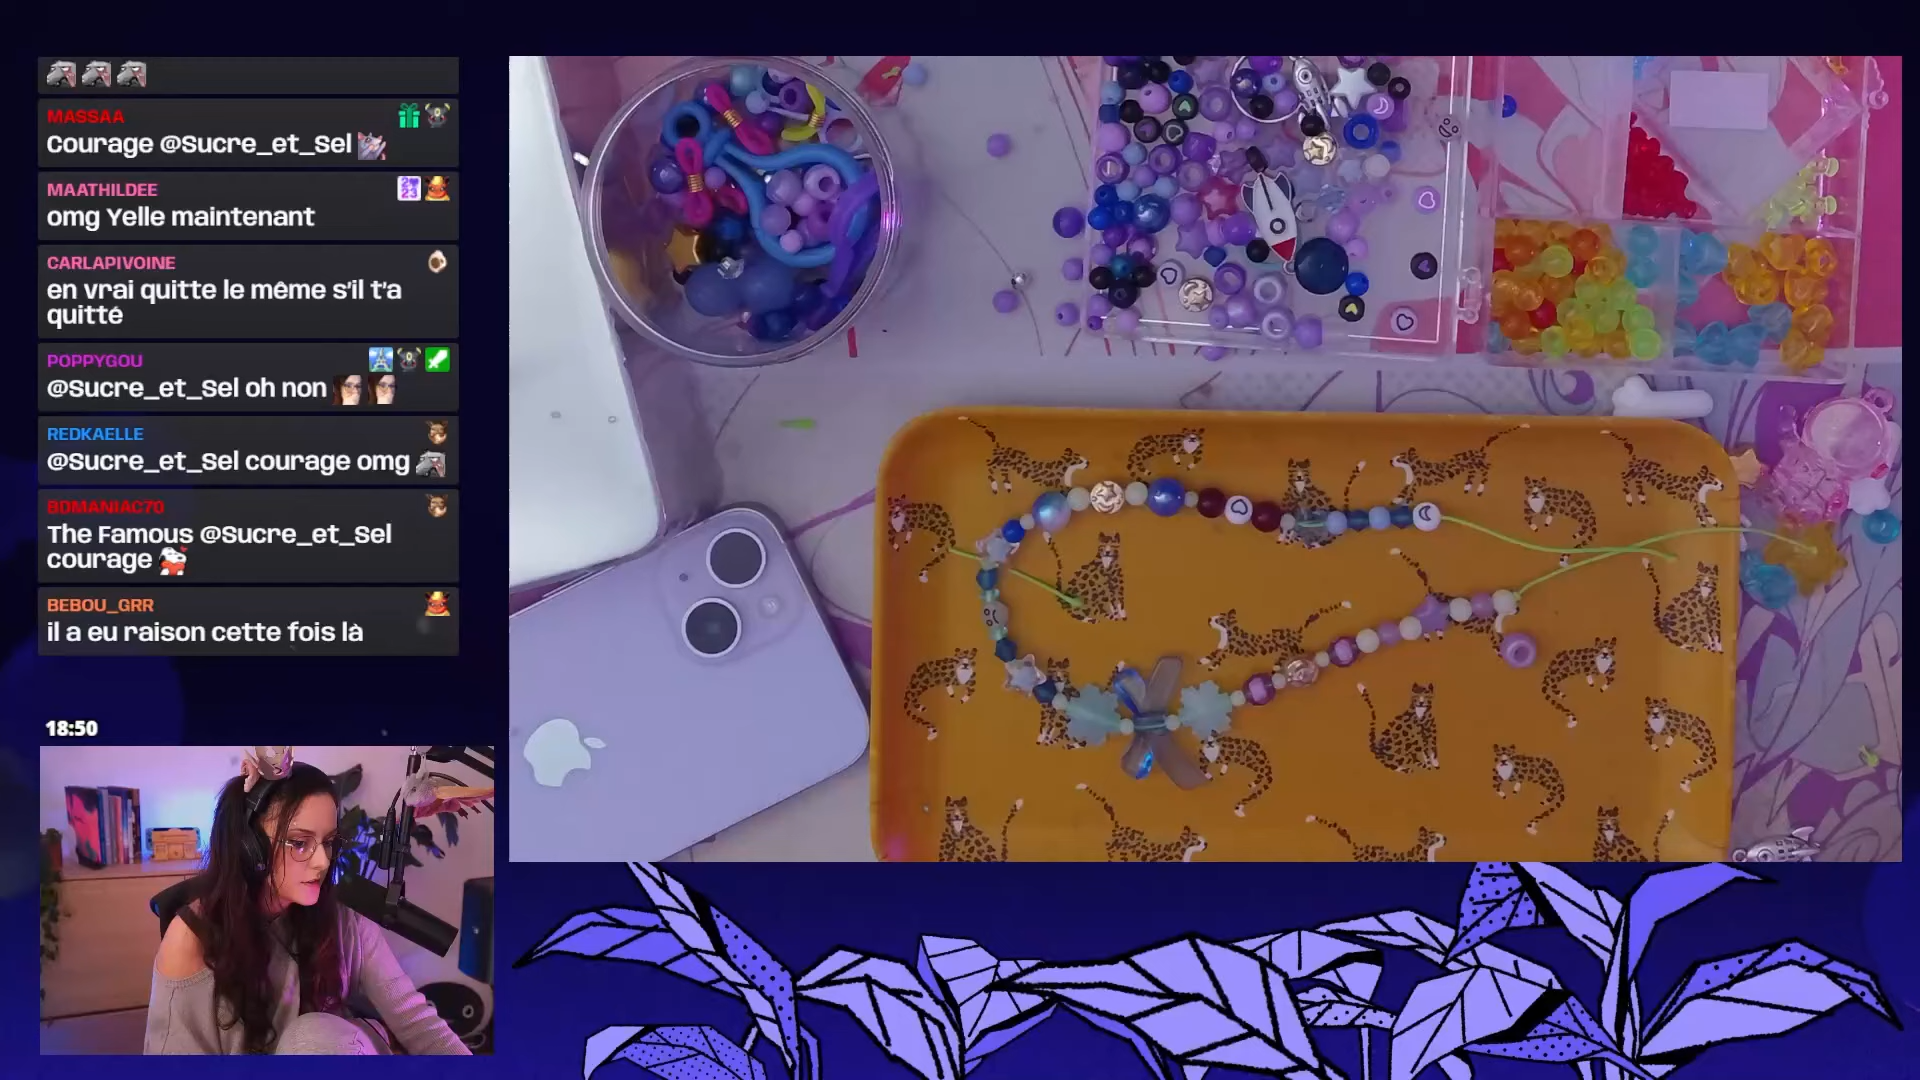 MASSAA
Courage @Sucre_et_Sel
MAATHILDEE
omg Yelle maintenant
CARLAPIVOINE
en vrai quitte le même s'il t'a
quitté
POPPYGOU
@Sucre_et_Sel oh non
REDKAELLE
@Sucre_et_Sel courage omg
BDMANIAC70
The Famous @Sucre_et_Sel
courage
BEBOU_GRR
il a eu raison cette fois là
18:50